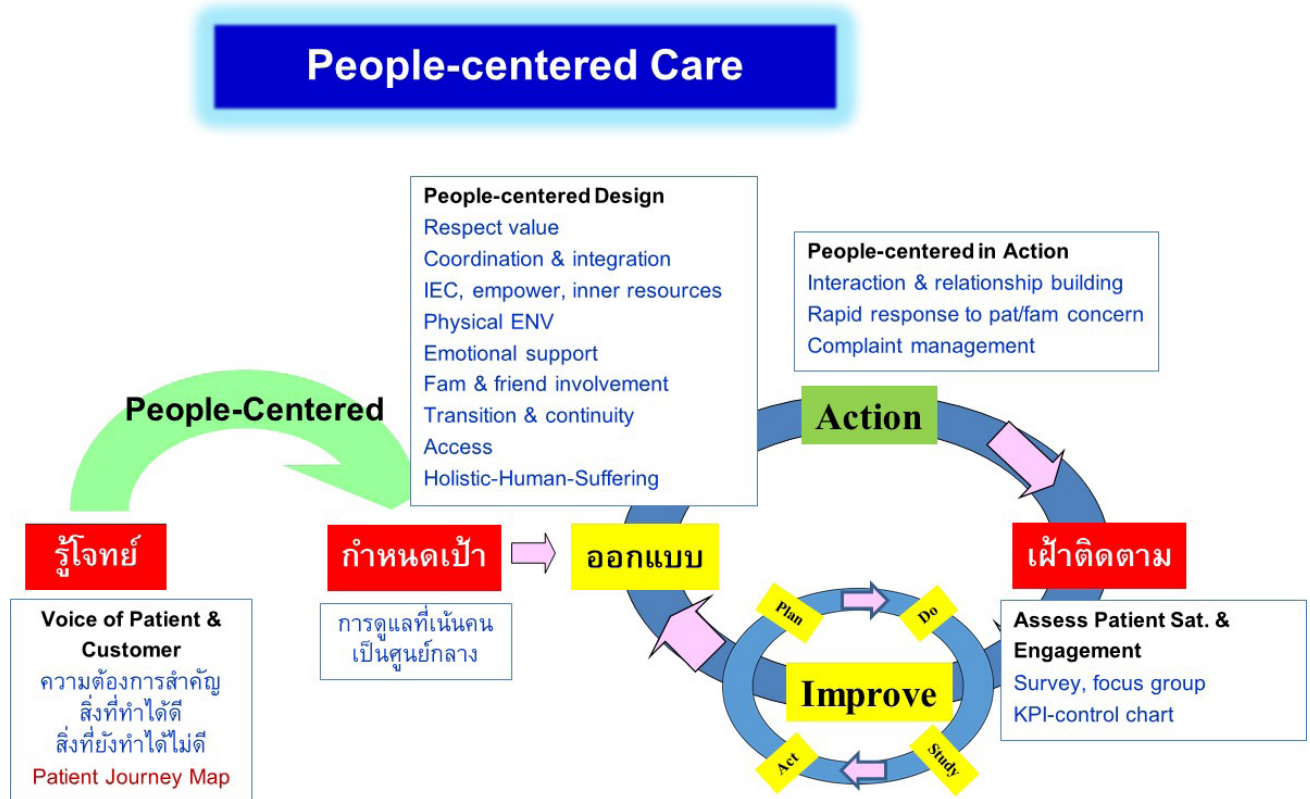 People-centered Care
People-centered Design
Respect value
Coordination & integration
IEC, empower, inner resources
Physical ENV
Emotional support
Fam & friend involvement
Transition & continuity
Access
Holistic-Human-Suffering
People-centered in Action
Interaction & relationship building
Rapid response to pat/fam concern
Complaint management
People-Centered
Action
รู้โจทย์
กำหนดเป้า
ออกแบบ
เฝ้าติดตาม
Voice of Patient &
Customer
ความต้องการสำคัญ
สิ่งที่ทำได้ดี
สิ่งที่ยังทำได้ไม่ดี
Patient Journey Map
การดูแลที่เน้นคน
เป็นศูนย์กลาง
Plan
Do
Improve
Act
Study
Assess Patient Sat. &
Engagement
Survey, focus group
KPI-control chart